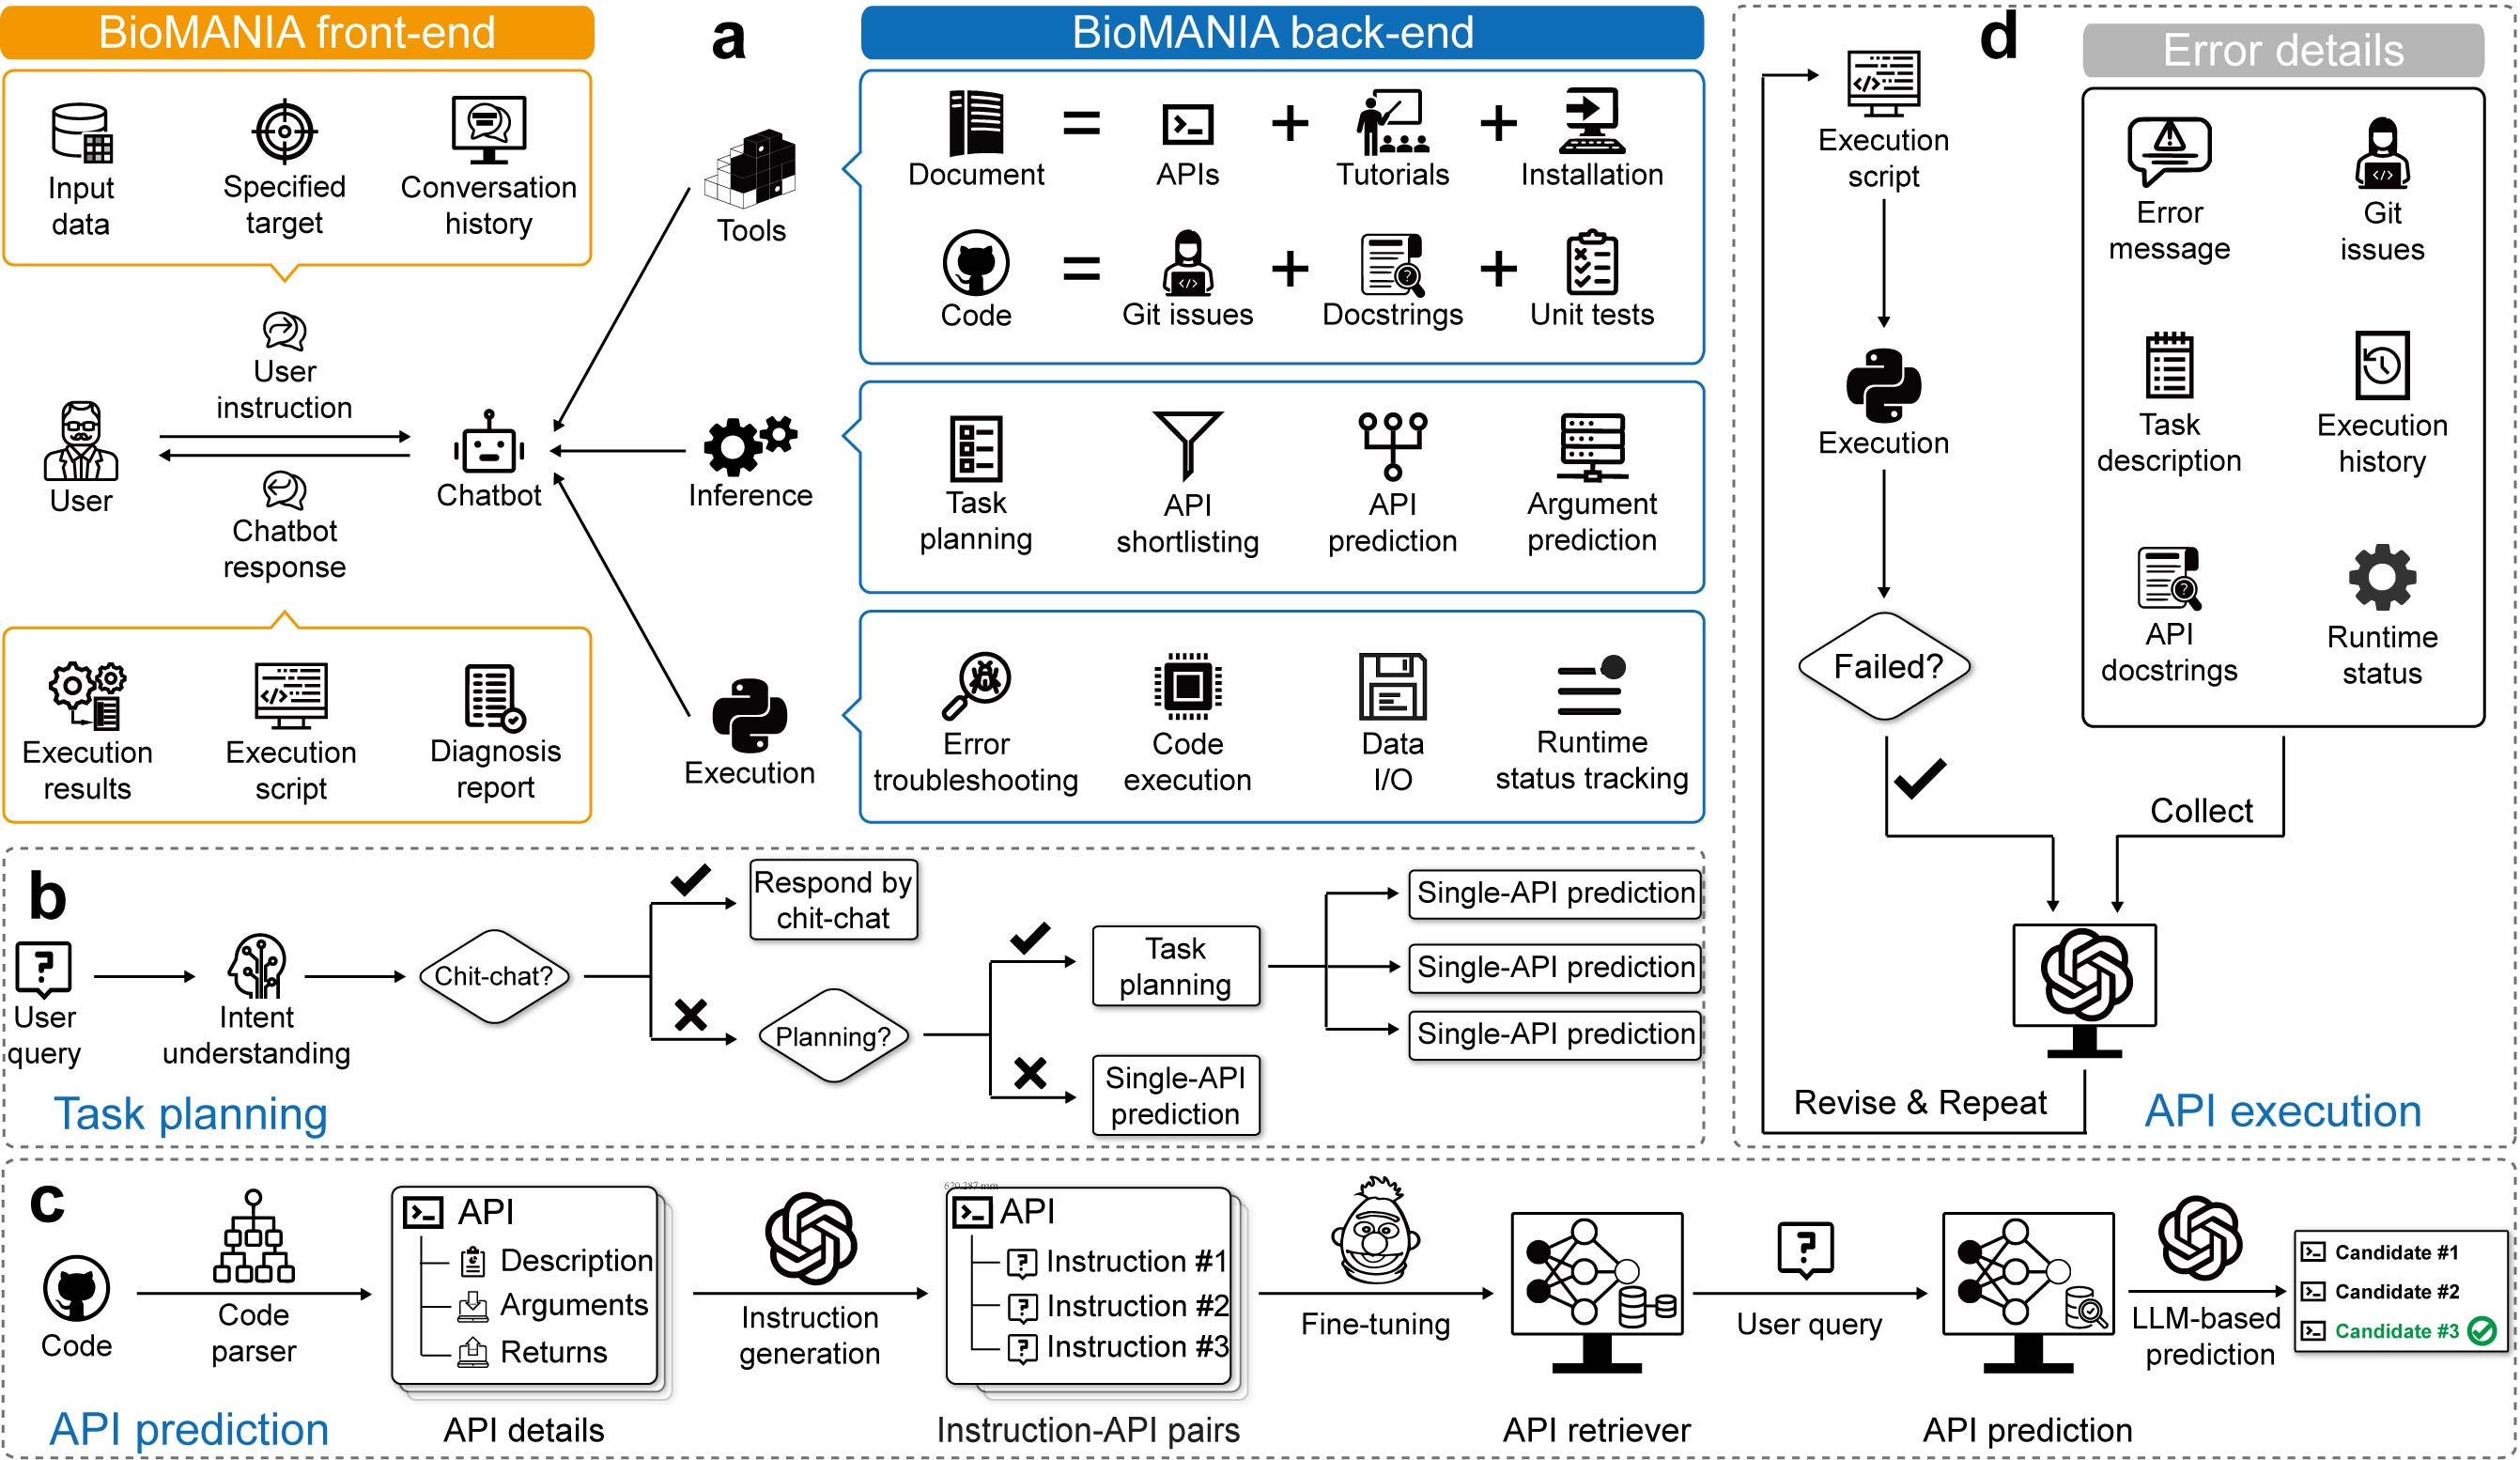 BioMANIA front-end
a
BioMANIA back-end
Input
data
Specified
target
Conversation
history
User
instruction
User
Chatbot
Chatbot
response
Execution
results
Execution
script
Diagnosis
report
Tools
Inference
Execution
Document
=
APIs
+
Tutorials
+
Installation
Code
=
Git issues
+
Docstrings
+
Unit tests
Task
planning
API
shortlisting
API
prediction
Argument
prediction
Error
troubleshooting
Code
execution
Data
I/O
Runtime
status tracking
d
Error details
Execution
script
Execution
Failed?
Error
message
Git
issues
Task
description
Execution
history
API
docstrings
Runtime
status
Collect
Revise & Repeat
API execution
b
User
query
Intent
understanding
Chit-chat?
Respond by
chit-chat
Planning?
Task
planning
Single-API
prediction
Single-API prediction
Single-API prediction
Single-API prediction
Task planning
c
Code
Code
parser
API
Description
Arguments
Returns
API details
Instruction
generation
620.287 mm
API
Instruction #1
Instruction #2
Instruction #3
Instruction-API pairs
Fine-tuning
API retriever
User query
API prediction
LLM-based
prediction
Candidate #1
Candidate #2
Candidate #3
API prediction